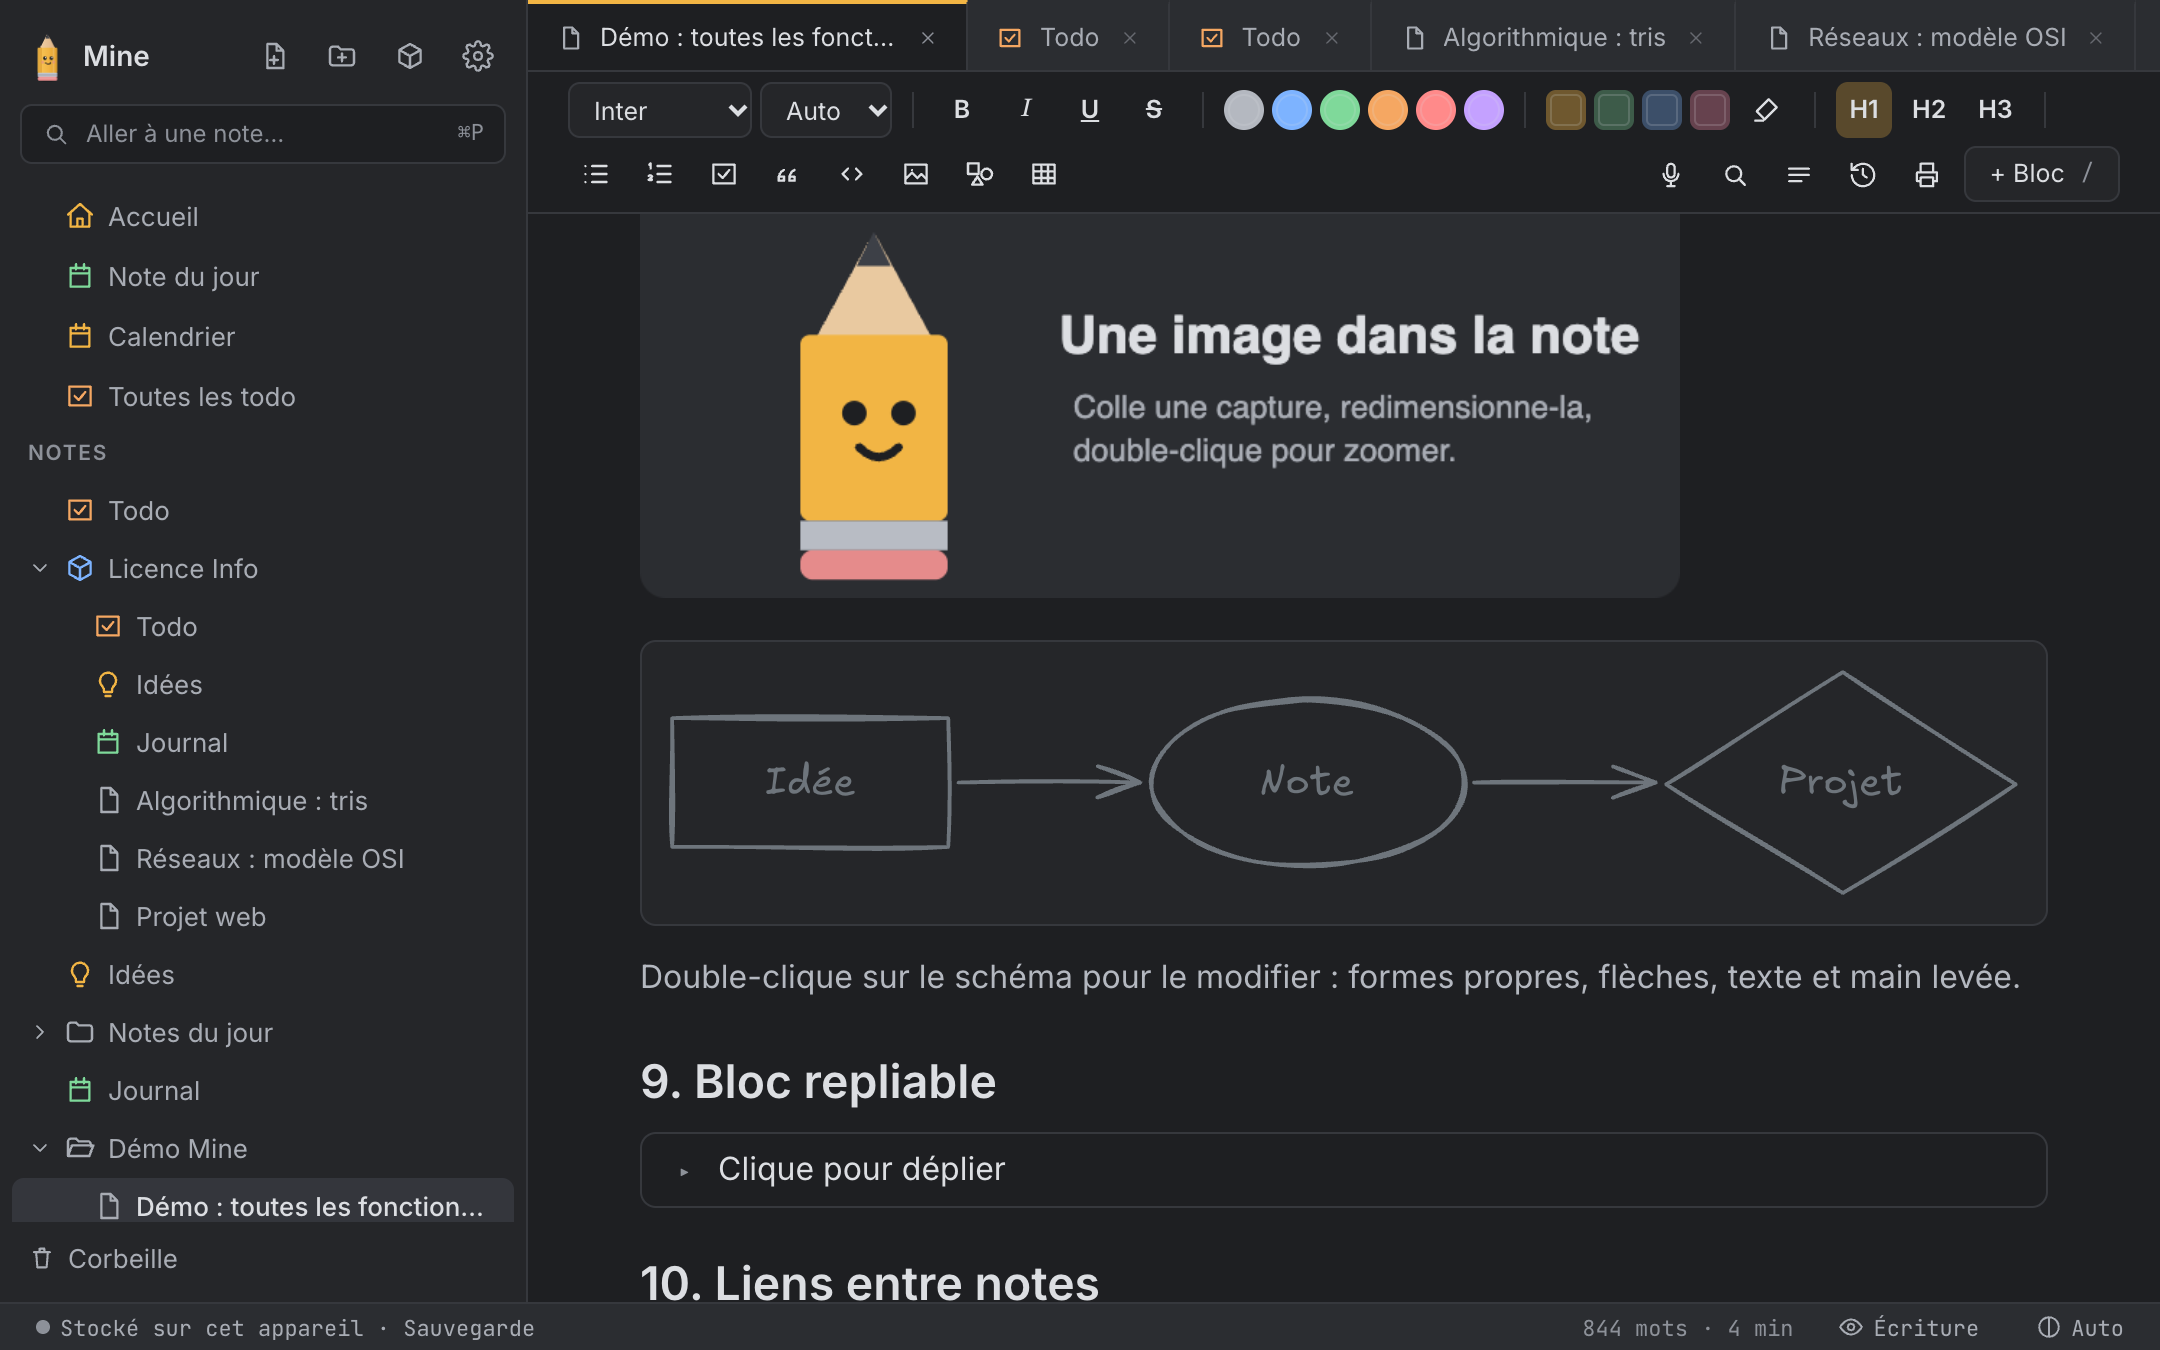 Mine
Aller à une note... ⌘P
Accueil
Note du jour
Calendrier
Toutes les todo
NOTES
Todo
Licence Info
Todo
Idées
Journal
Algorithmique : tris
Réseaux : modèle OSI
Projet web
Idées
Notes du jour
Journal
Démo Mine
Démo : toutes les fonction...
Corbeille
Démo : toutes les fonct...
Todo
Todo
Algorithmique : tris
Réseaux : modèle OSI
Inter
Auto
B I U S
H1 H2 H3
+ Bloc /
Une image dans la note
Colle une capture, redimensionne-la,
double-clique pour zoomer.
Idée
Note
Projet
Double-clique sur le schéma pour le modifier : formes propres, flèches, texte et main levée.
9. Bloc repliable
Clique pour déplier
10. Liens entre notes
Stocké sur cet appareil · Sauvegarde
844 mots · 4 min
Écriture
Auto